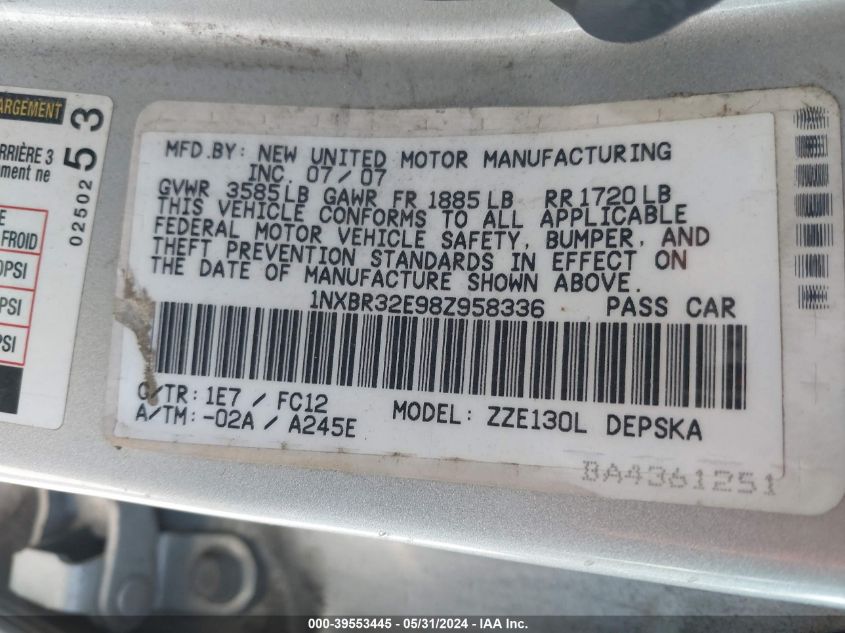 ARGEMENT
RRIÈRE 3
ment ne
02502 53
E
FROID
0PSI
PSI
PSI
MFD.BY: NEW UNITED MOTOR MANUFACTURING
INC. 07/07
GVWR 3585LB GAWR FR 1885LB RR 1720LB
THIS VEHICLE CONFORMS TO ALL APPLICABLE
FEDERAL MOTOR VEHICLE SAFETY, BUMPER, AND
THEFT PREVENTION STANDARDS IN EFFECT ON
THE DATE OF MANUFACTURE SHOWN ABOVE.
1NXBR32E98Z958336 PASS CAR
C/TR: 1E7 / FC12
A/TM: -02A / A245E
MODEL: ZZE130L DEPSKA
BA4361251
000-39553445 - 05/31/2024 - IAA Inc.